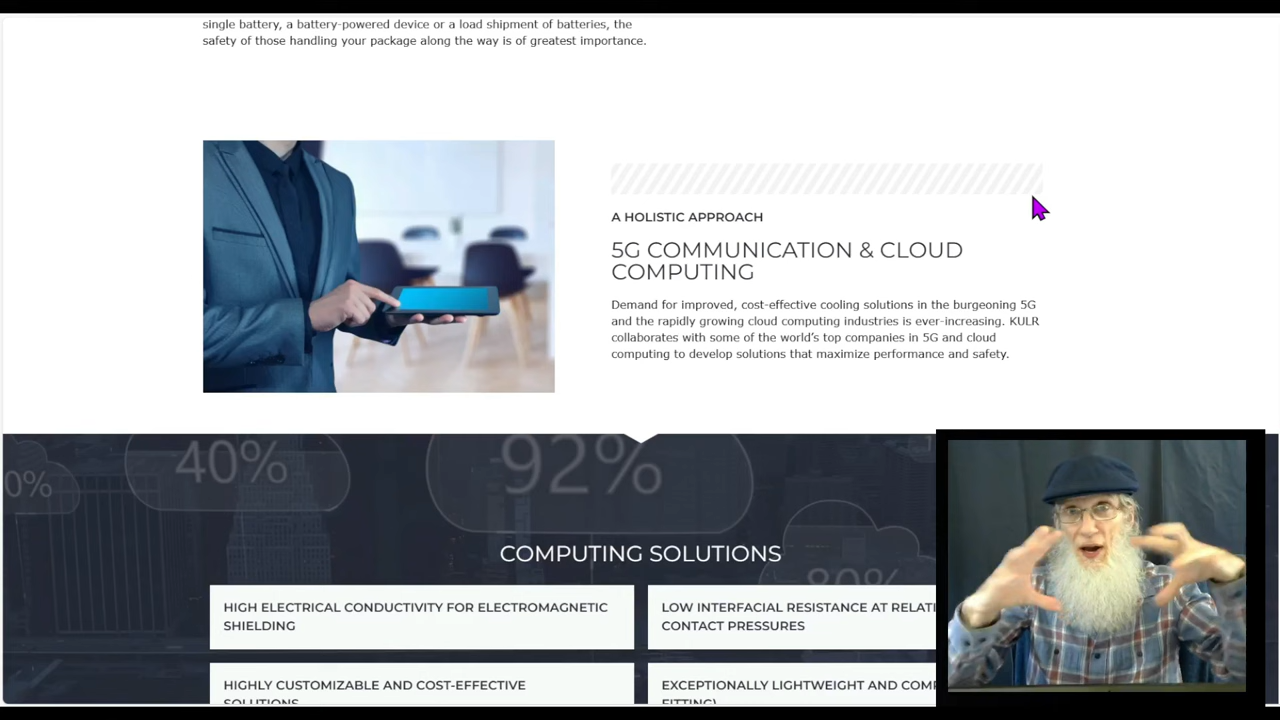 single battery, a battery-powered device or a load shipment of batteries, the
safety of those handling your package along the way is of greatest importance.
A HOLISTIC APPROACH
5G COMMUNICATION & CLOUD
COMPUTING
Demand for improved, cost-effective cooling solutions in the burgeoning 5G
and the rapidly growing cloud computing industries is ever-increasing. KULR
collaborates with some of the world’s top companies in 5G and cloud
computing to develop solutions that maximize performance and safety.
0%
40%
92%
80%
COMPUTING SOLUTIONS
HIGH ELECTRICAL CONDUCTIVITY FOR ELECTROMAGNETIC
SHIELDING
LOW INTERFACIAL RESISTANCE AT
CONTACT PRESSURES
HIGHLY CUSTOMIZABLE AND COST-EFFECTIVE
SOLUTIONS
EXCEPTIONALLY LIGHTWEIGHT AND
FITTING)